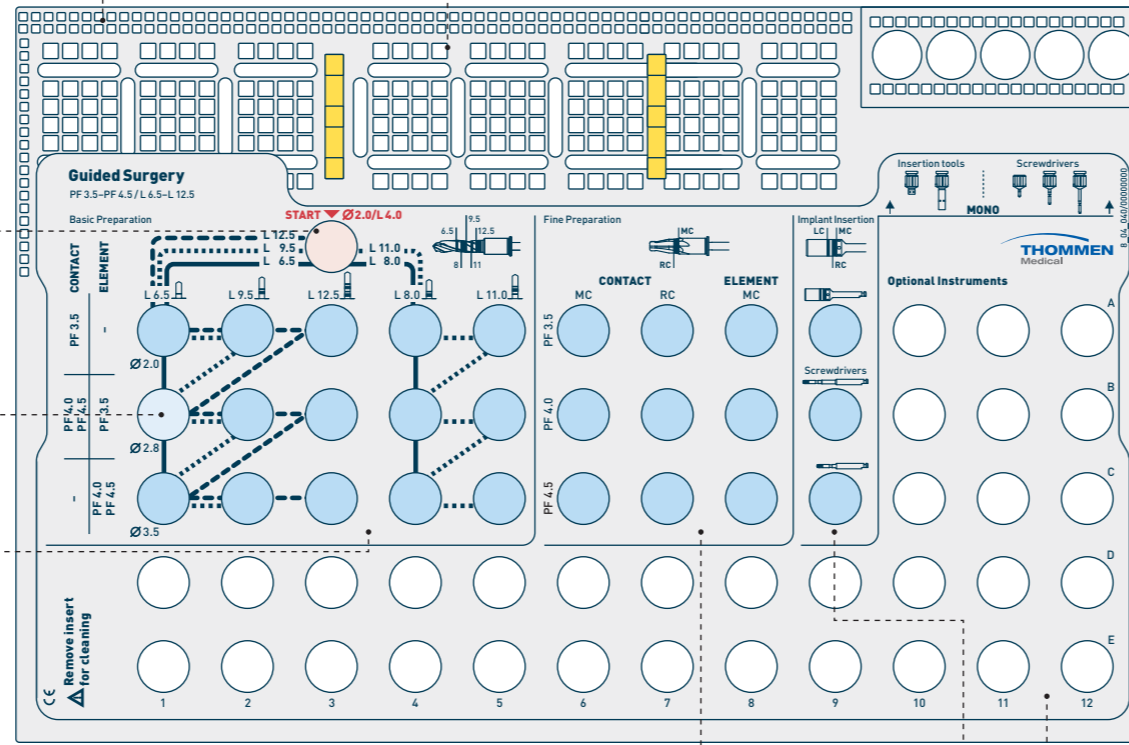 Guided Surgery
PF 3.5–PF 4.5 / L 6.5–L 12.5
Basic Preparation
START Ø 2.0/L 4.0
L 12.5
L 9.5
L 6.5
L 11.0
L 8.0
6.5
9.5
12.5
8
11
Fine Preparation
MC
RC
Implant Insertion
LC
MC
RC
Insertion tools
Screwdrivers
MONO
8_04_040/00000000
THOMMEN
Medical
CONTACT
ELEMENT
L 6.5
L 9.5
L 12.5
L 8.0
L 11.0
CONTACT
ELEMENT
MC
RC
MC
Optional Instruments
PF 3.5
–
Ø 2.0
PF 3.5
A
Screwdrivers
PF 4.0
PF 4.5
PF 3.5
Ø 2.8
PF 4.0
B
–
PF 4.0
PF 4.5
Ø 3.5
PF 4.5
C
D
E
Remove insert
for cleaning
CE
1 2 3 4 5 6 7 8 9 10 11 12